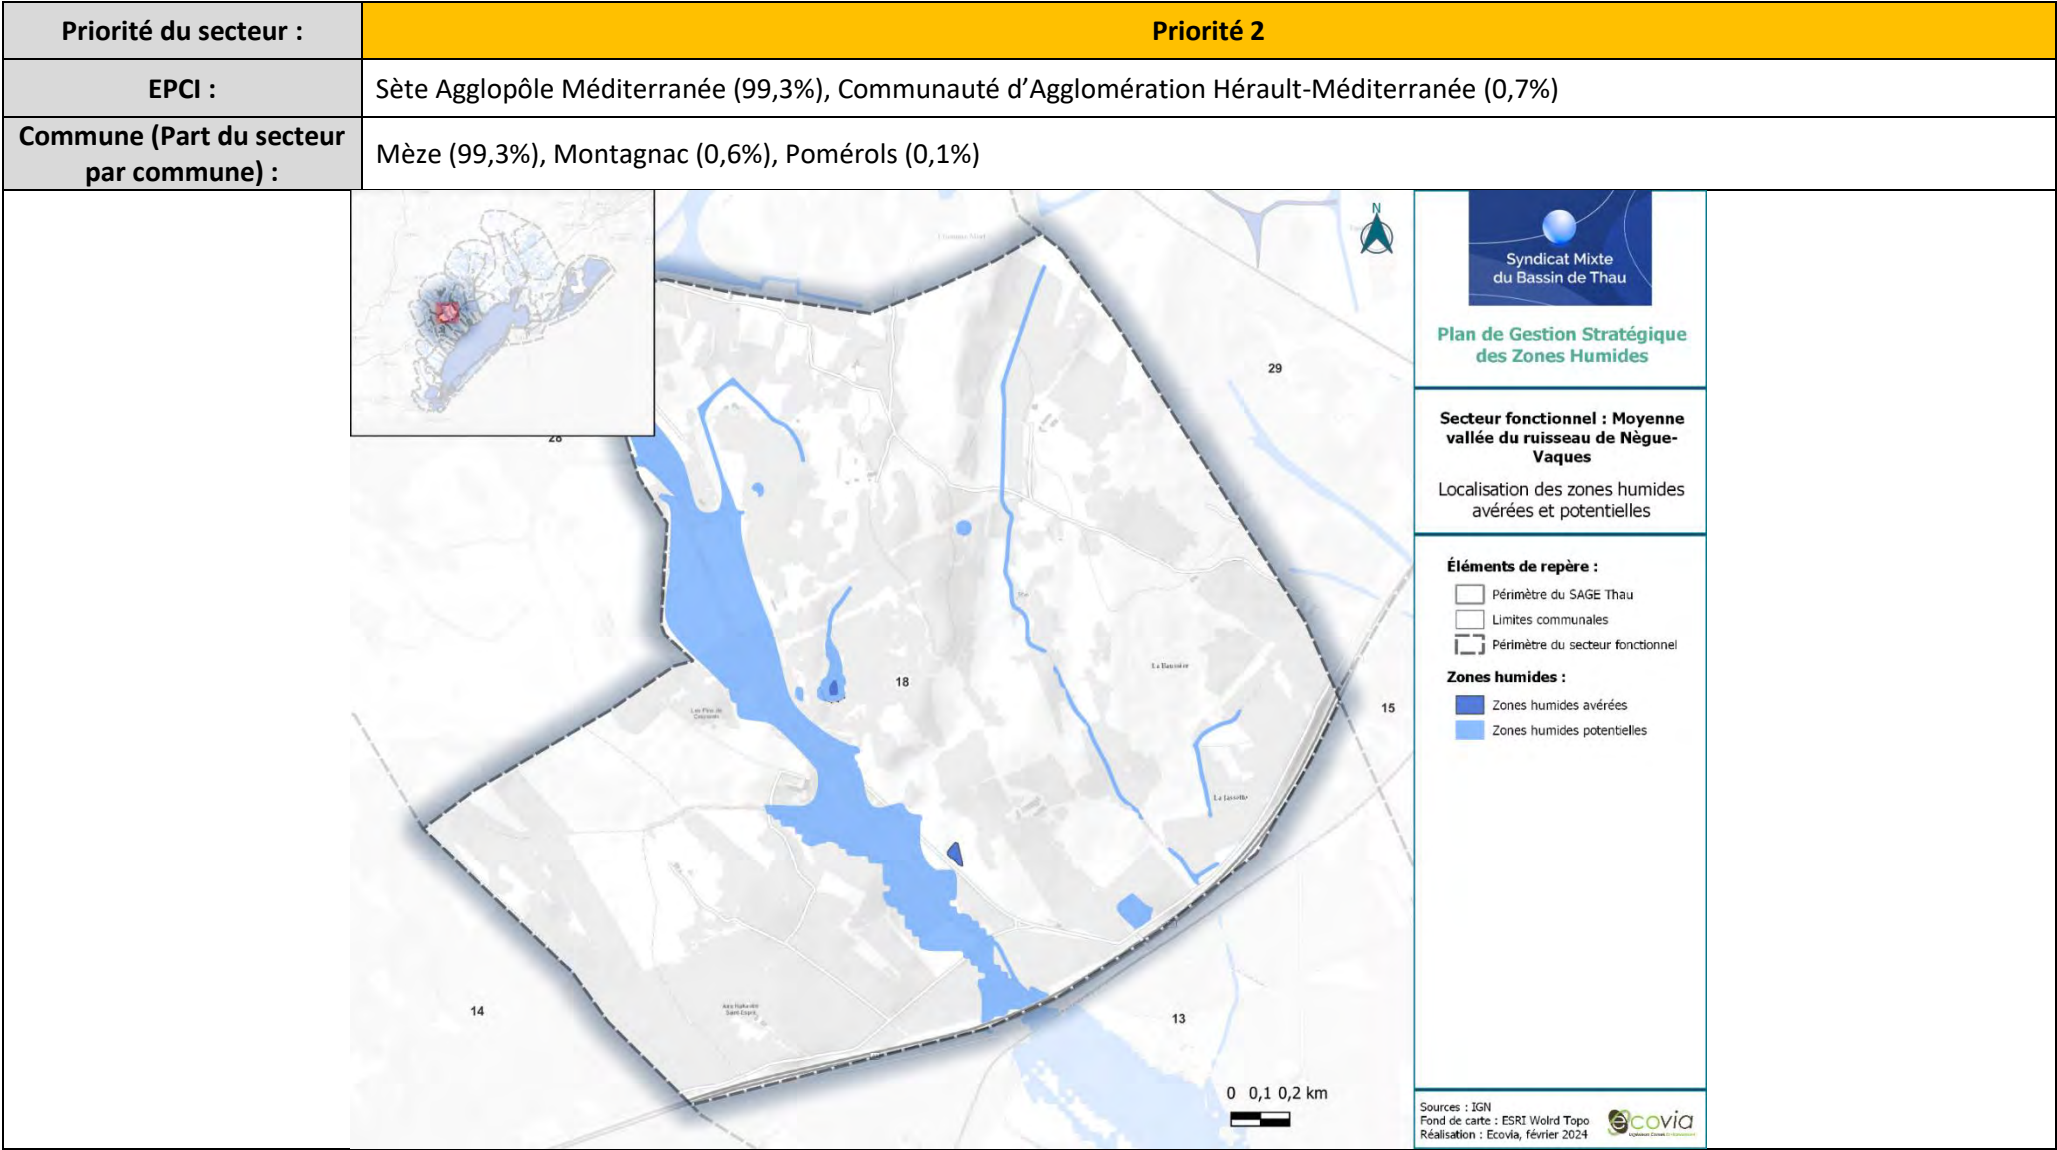 Priorité du secteur :
Priorité 2
EPCI :
Sète Agglopôle Méditerranée (99,3%), Communauté d’Agglomération Hérault-Méditerranée (0,7%)
Commune (Part du secteur
par commune) :
Mèze (99,3%), Montagnac (0,6%), Pomérols (0,1%)
N
28
29
18
15
14
13
La Jassette
0 0,1 0,2 km
Syndicat Mixte
du Bassin de Thau
Plan de Gestion Stratégique
des Zones Humides
Secteur fonctionnel : Moyenne
vallée du ruisseau de Nègue-
Vaques
Localisation des zones humides
avérées et potentielles
Éléments de repère :
Périmètre du SAGE Thau
Limites communales
Périmètre du secteur fonctionnel
Zones humides :
Zones humides avérées
Zones humides potentielles
Sources : IGN
Fond de carte : ESRI Wolrd Topo
Réalisation : Ecovia, février 2024
ecovia